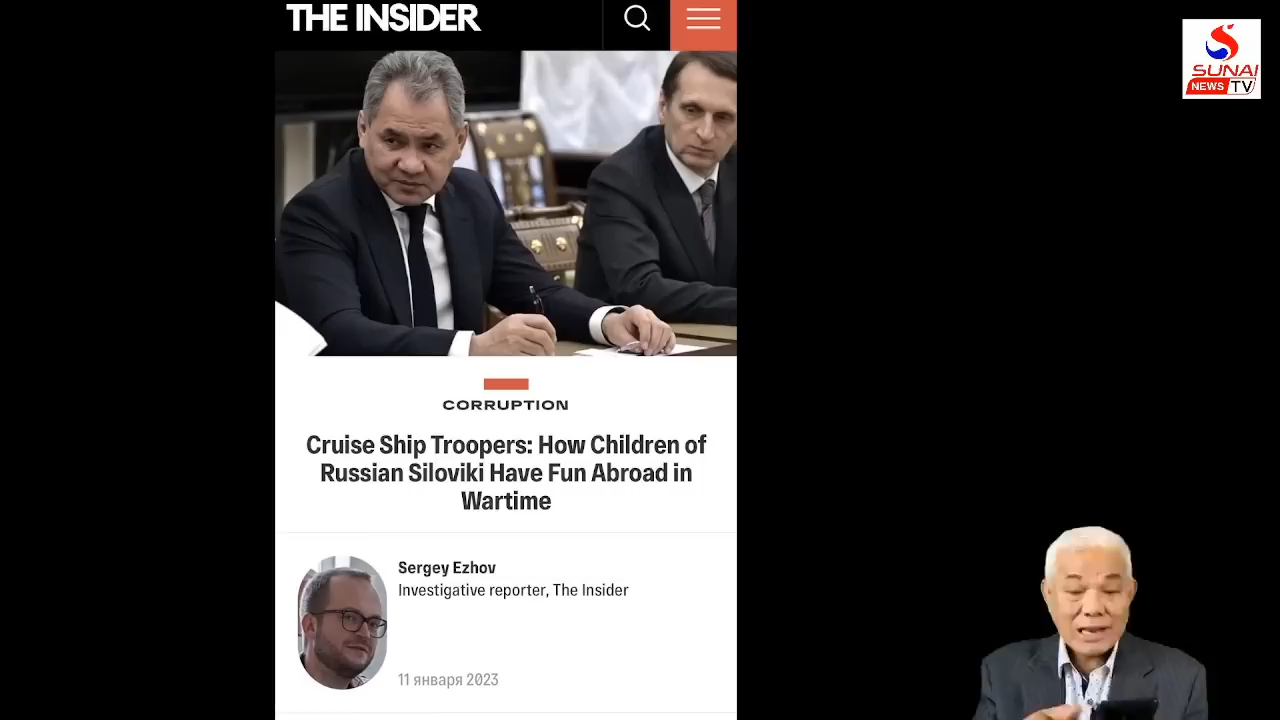 THE INSIDER
SUNAI
NEWS TV
CORRUPTION
Cruise Ship Troopers: How Children of
Russian Siloviki Have Fun Abroad in
Wartime
Sergey Ezhov
Investigative reporter, The Insider
11 января 2023